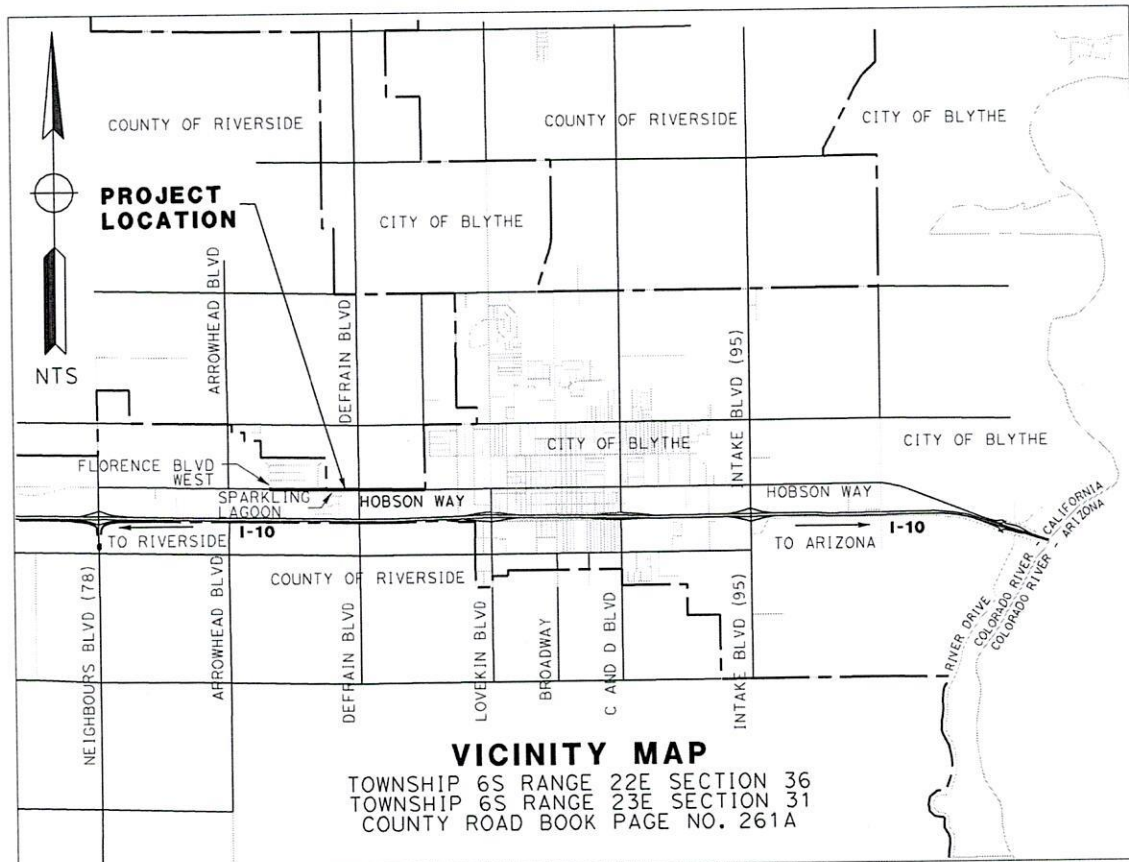 COUNTY OF RIVERSIDE
COUNTY OF RIVERSIDE
CITY OF BLYTHE
PROJECT
LOCATION
CITY OF BLYTHE
ARROWHEAD BLVD
DEFRAIN BLVD
INTAKE BLVD (95)
NTS
CITY OF BLYTHE
CITY OF BLYTHE
FLORENCE BLVD
WEST
SPARKLING
LAGOON
HOBSON WAY
HOBSON WAY
TO RIVERSIDE
I-10
TO ARIZONA
I-10
CALIFORNIA
ARIZONA
COLORADO RIVER
COLORADO RIVER
RIVER DRIVE
COUNTY OF RIVERSIDE
NEIGHBOURS BLVD (78)
ARROWHEAD BLVD
DEFRAIN BLVD
LOVEKIN BLVD
BROADWAY
C AND D BLVD
INTAKE BLVD (95)
VICINITY MAP
TOWNSHIP 6S RANGE 22E SECTION 36
TOWNSHIP 6S RANGE 23E SECTION 31
COUNTY ROAD BOOK PAGE NO. 261A